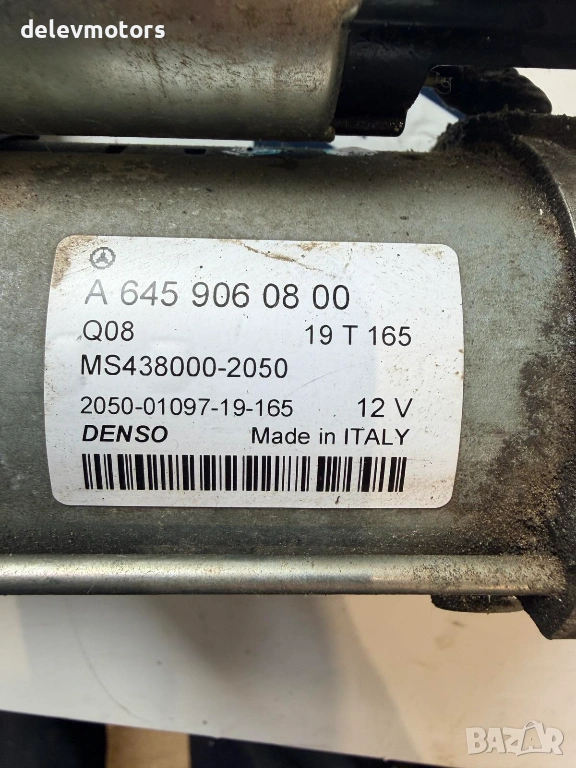 delevmotors
A 645 906 08 00
Q08 19 T 165
MS438000-2050
2050-01097-19-165 12 V
DENSO Made in ITALY
BAZAR